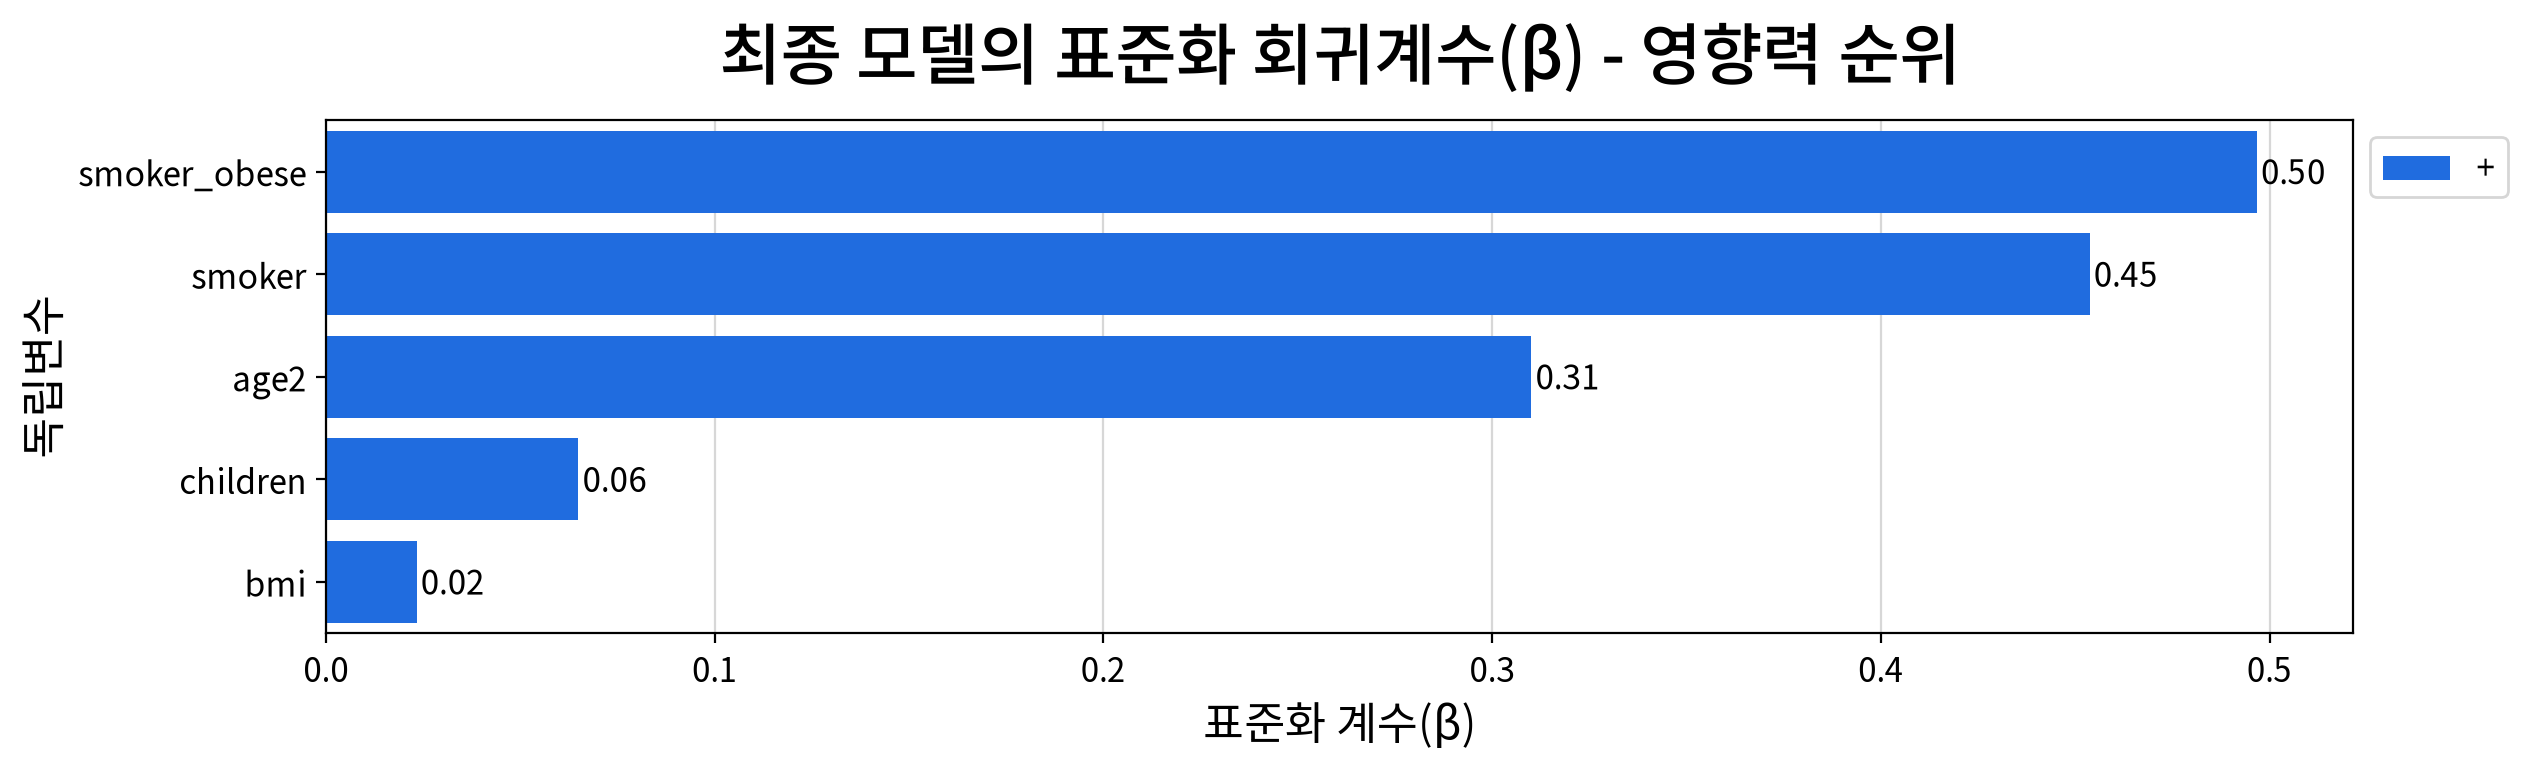 최종 모델의 표준화 회귀계수(β) - 영향력 순위
독립변수
smoker_obese
0.50
smoker
0.45
age2
0.31
children
0.06
bmi
0.02
0.0 0.1 0.2 0.3 0.4 0.5
표준화 계수(β)
+